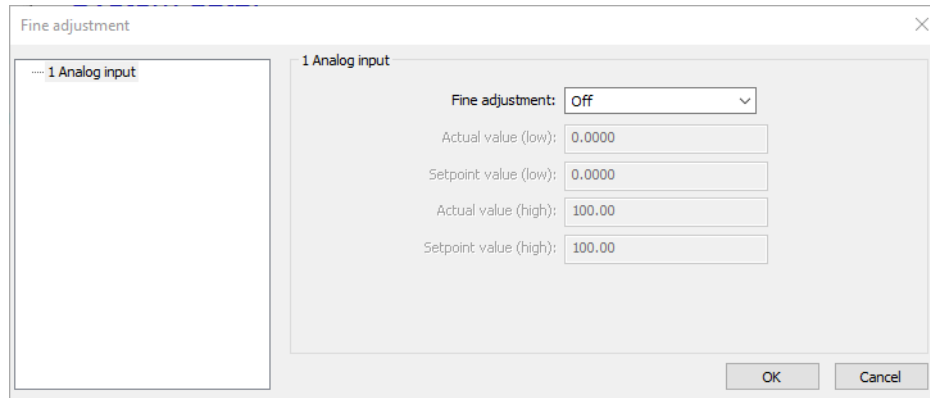 Fine adjustment
1 Analog input
1 Analog input
Fine adjustment: Off
Actual value (low): 0.0000
Setpoint value (low): 0.0000
Actual value (high): 100.00
Setpoint value (high): 100.00
OK Cancel